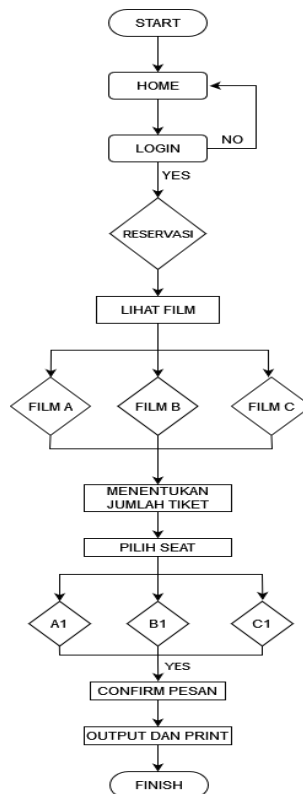 START
HOME
LOGIN
NO
YES
RESERVASI
LIHAT FILM
FILM A
FILM B
FILM C
MENENTUKAN
JUMLAH TIKET
PILIH SEAT
A1
B1
C1
YES
CONFIRM PESAN
OUTPUT DAN PRINT
FINISH